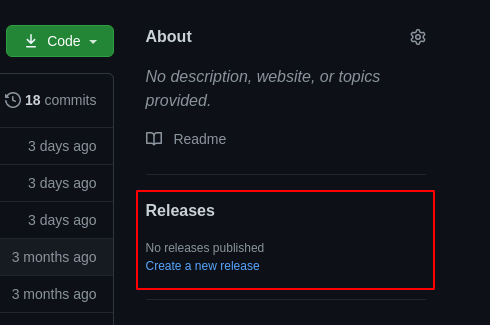 Code
18 commits
3 days ago
3 days ago
3 days ago
3 months ago
3 months ago
About
No description, website, or topics
provided.
Readme
Releases
No releases published
Create a new release